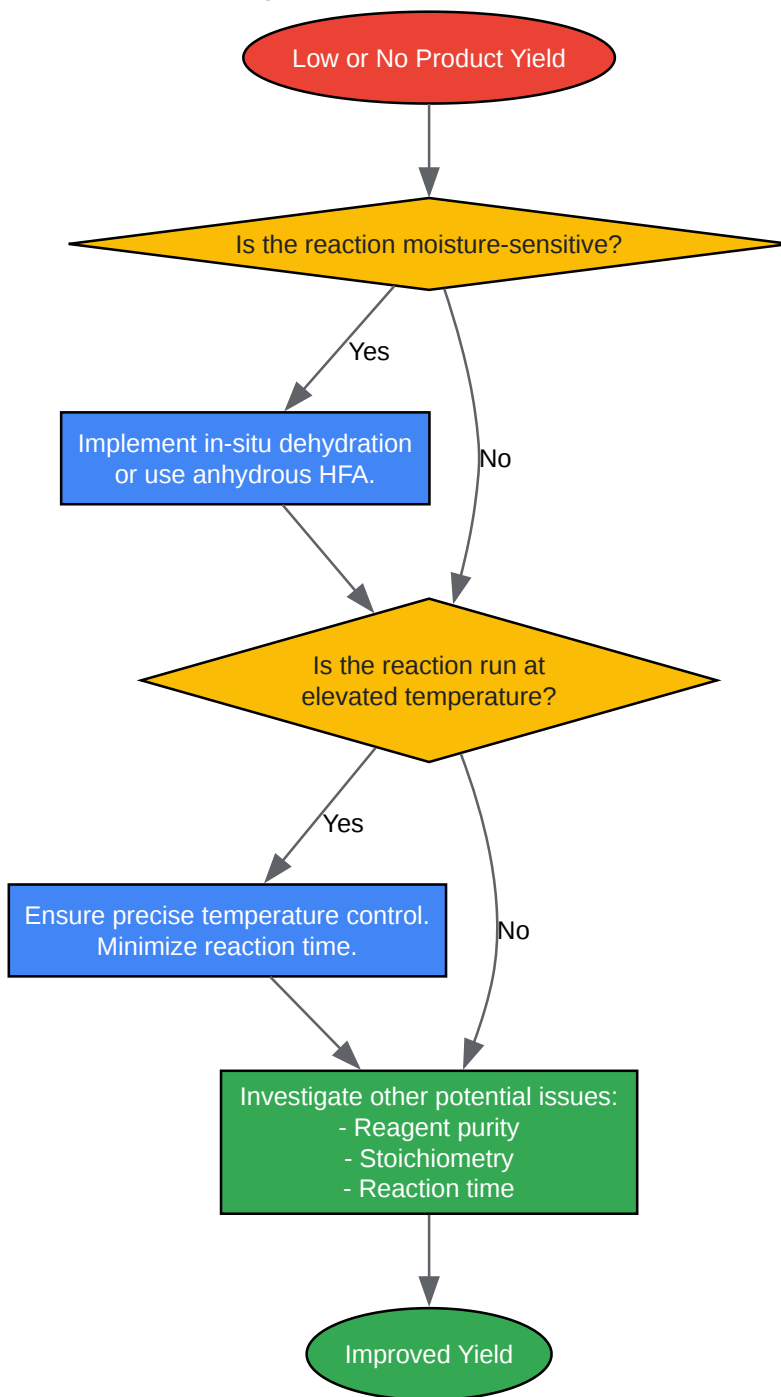 Low or No Product Yield
Is the reaction moisture-sensitive?
Yes
Implement in-situ dehydration
or use anhydrous HFA.
No
Is the reaction run at
elevated temperature?
Yes
Ensure precise temperature control.
Minimize reaction time.
No
Investigate other potential issues:
- Reagent purity
- Stoichiometry
- Reaction time
Improved Yield